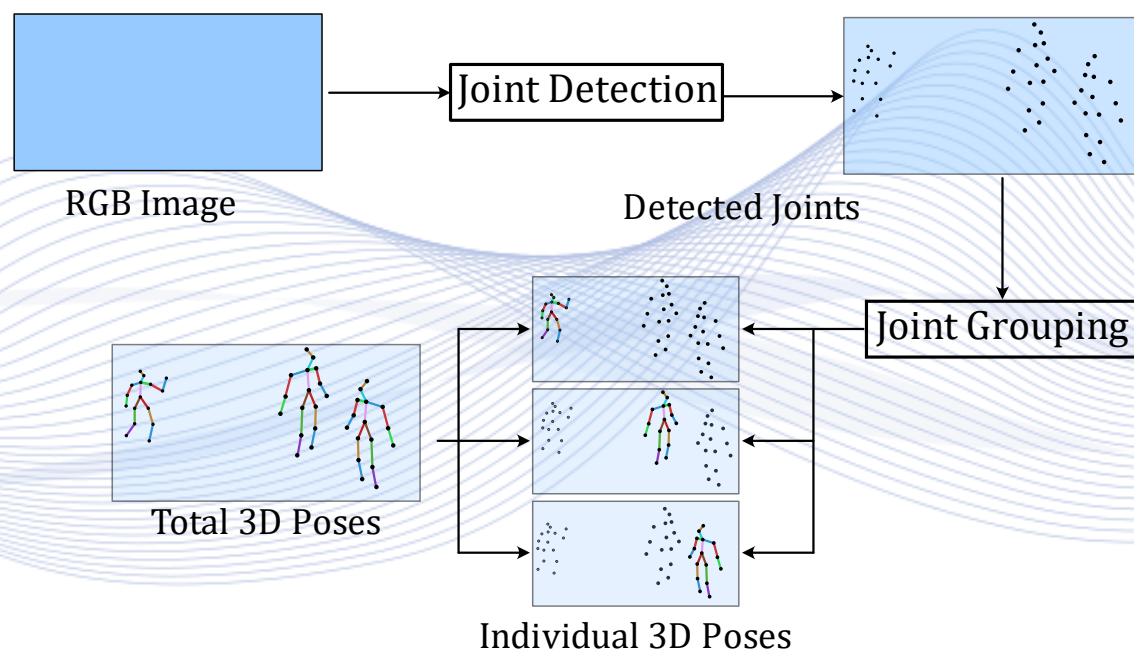 Joint Detection
RGB Image
Detected Joints
Joint Grouping
Total 3D Poses
Individual 3D Poses